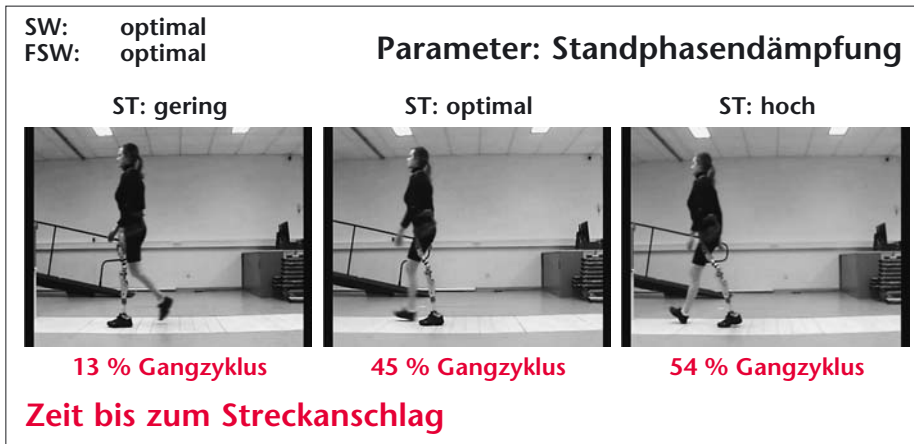 SW: optimal
FSW: optimal
Parameter: Standphasendämpfung
ST: gering
ST: optimal
ST: hoch
13 % Gangzyklus
45 % Gangzyklus
54 % Gangzyklus
Zeit bis zum Streckanschlag